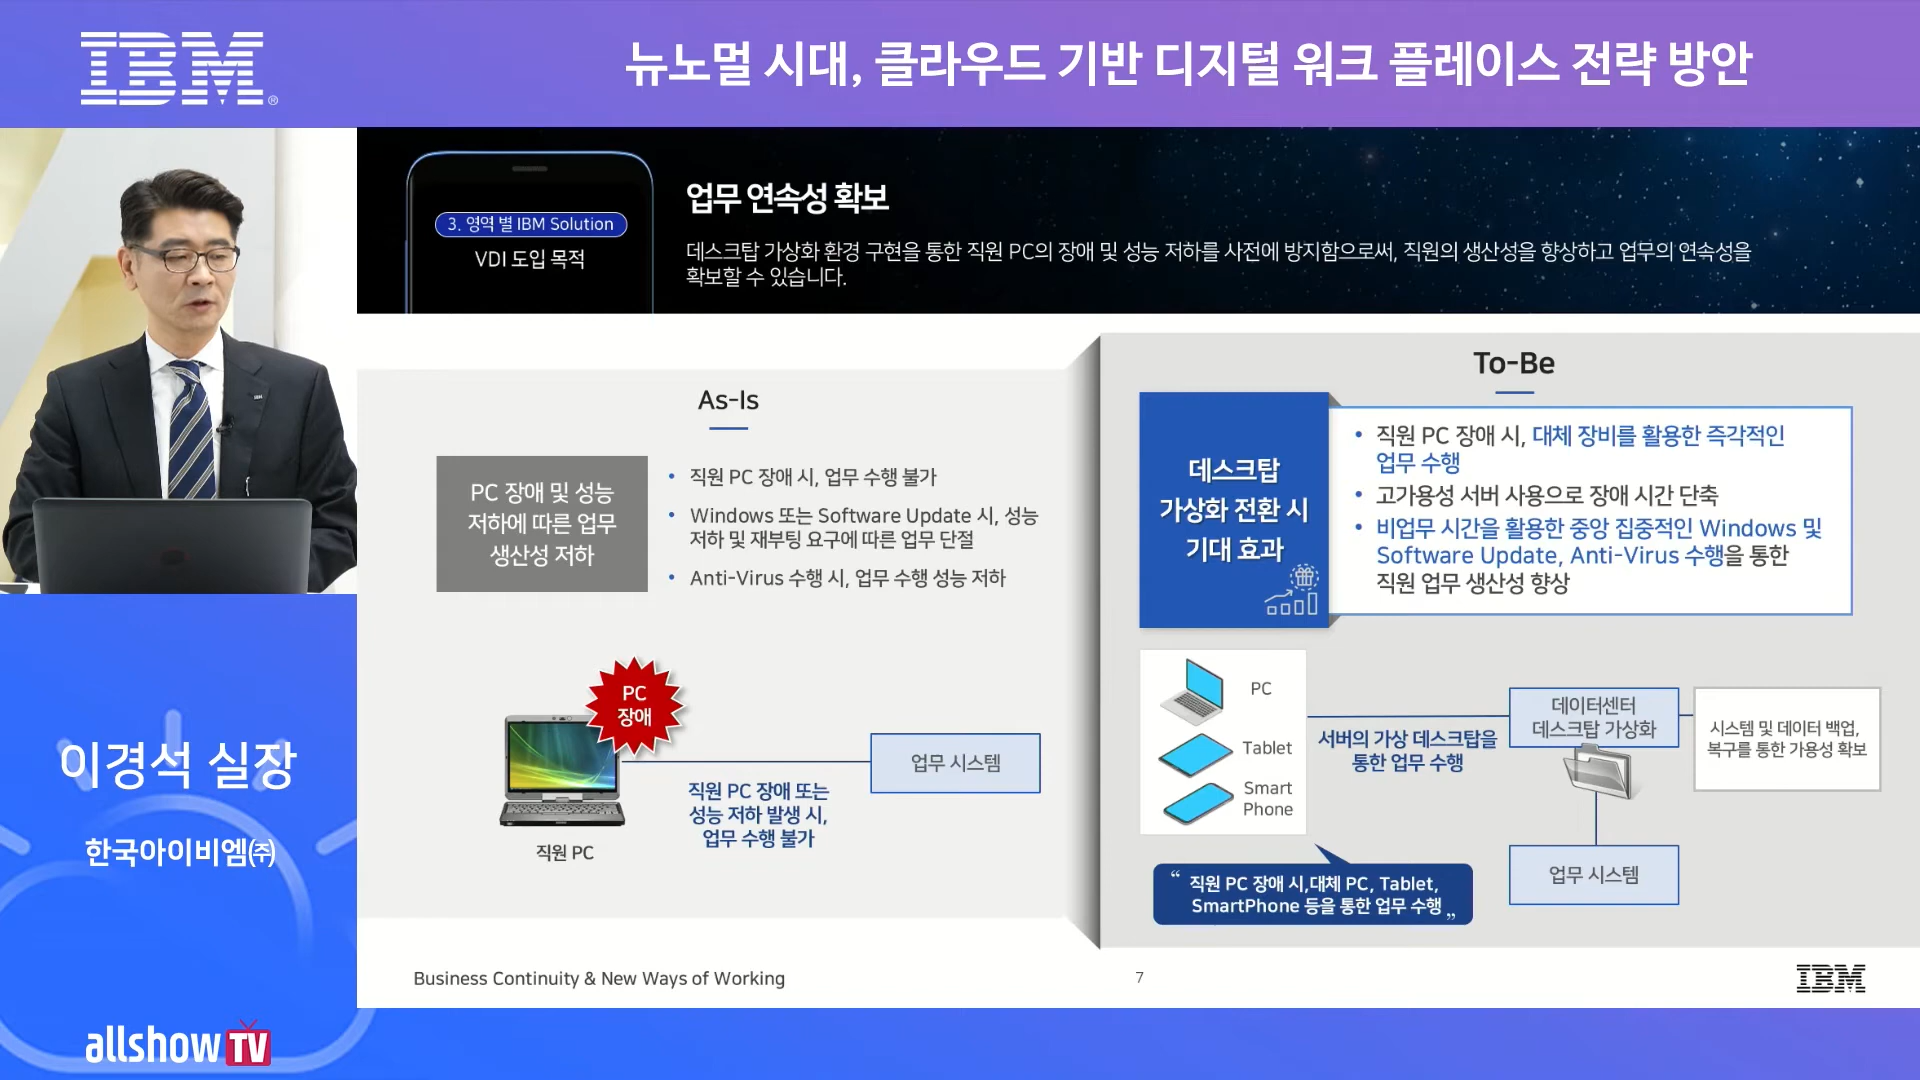 IBM®
뉴노멀 시대, 클라우드 기반 디지털 워크 플레이스 전략 방안
3. 영역 별 IBM Solution
VDI 도입 목적
업무 연속성 확보
데스크탑 가상화 환경 구현을 통한 직원 PC의 장애 및 성능 저하를 사전에 방지함으로써, 직원의 생산성을 향상하고 업무의 연속성을
확보할 수 있습니다.
As-Is
PC 장애 및 성능
저하에 따른 업무
생산성 저하
• 직원 PC 장애 시, 업무 수행 불가
• Windows 또는 Software Update 시, 성능
저하 및 재부팅 요구에 따른 업무 단절
• Anti-Virus 수행 시, 업무 수행 성능 저하
PC
장애
직원 PC
직원 PC 장애 또는
성능 저하 발생 시,
업무 수행 불가
업무 시스템
To-Be
데스크탑
가상화 전환 시
기대 효과
• 직원 PC 장애 시, 대체 장비를 활용한 즉각적인
업무 수행
• 고가용성 서버 사용으로 장애 시간 단축
• 비업무 시간을 활용한 중앙 집중적인 Windows 및
Software Update, Anti-Virus 수행을 통한
직원 업무 생산성 향상
PC
Tablet
Smart
Phone
서버의 가상 데스크탑을
통한 업무 수행
데이터센터
데스크탑 가상화
시스템 및 데이터 백업,
복구를 통한 가용성 확보
업무 시스템
“ 직원 PC 장애 시,대체 PC, Tablet,
SmartPhone 등을 통한 업무 수행 „
Business Continuity & New Ways of Working
7
IBM
이경석 실장
한국아이비엠㈜
allshow TV